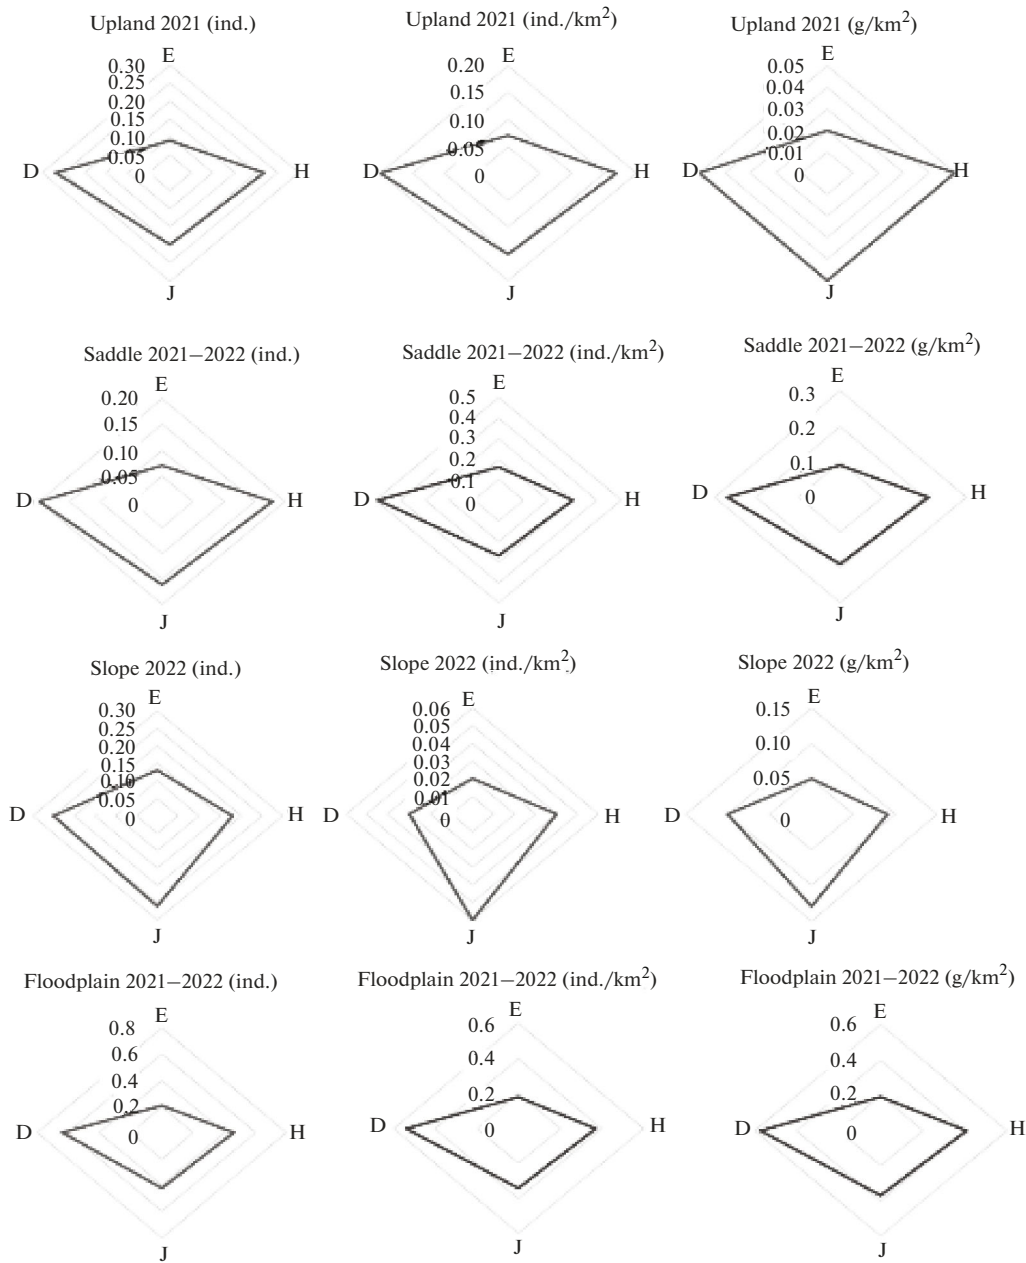 Upland 2021 (ind.)
E
0.30
0.25
0.20
0.15
0.10
0.05
0
D
H
J
Upland 2021 (ind./km²)
E
0.20
0.15
0.10
0.05
0
D
H
J
Upland 2021 (g/km²)
E
0.05
0.04
0.03
0.02
0.01
0
D
H
J
Saddle 2021–2022 (ind.)
E
0.20
0.15
0.10
0.05
0
D
H
J
Saddle 2021–2022 (ind./km²)
E
0.5
0.4
0.3
0.2
0.1
0
D
H
J
Saddle 2021–2022 (g/km²)
E
0.3
0.2
0.1
0
D
H
J
Slope 2022 (ind.)
E
0.30
0.25
0.20
0.15
0.10
0.05
0
D
H
J
Slope 2022 (ind./km²)
E
0.06
0.05
0.04
0.03
0.02
0.01
0
D
H
J
Slope 2022 (g/km²)
E
0.15
0.10
0.05
0
D
H
J
Floodplain 2021–2022 (ind.)
E
0.8
0.6
0.4
0.2
0
D
H
J
Floodplain 2021–2022 (ind./km²)
E
0.6
0.4
0.2
0
D
H
J
Floodplain 2021–2022 (g/km²)
E
0.6
0.4
0.2
0
D
H
J